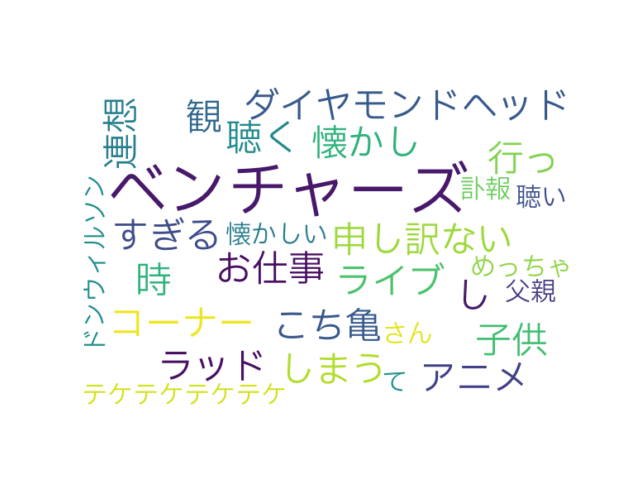 ダイヤモンドヘッド
連想
観
聴く
懐かし
行っ
ベンチャーズ
訃報
聴い
ドンウィルソン
すぎる
懐かしい
申し訳ない
お仕事
めっちゃ
時
ライブ
し
父親
コーナー
こち亀
さん
子供
ラッド
しまう
て
アニメ
テケテケテケテケ